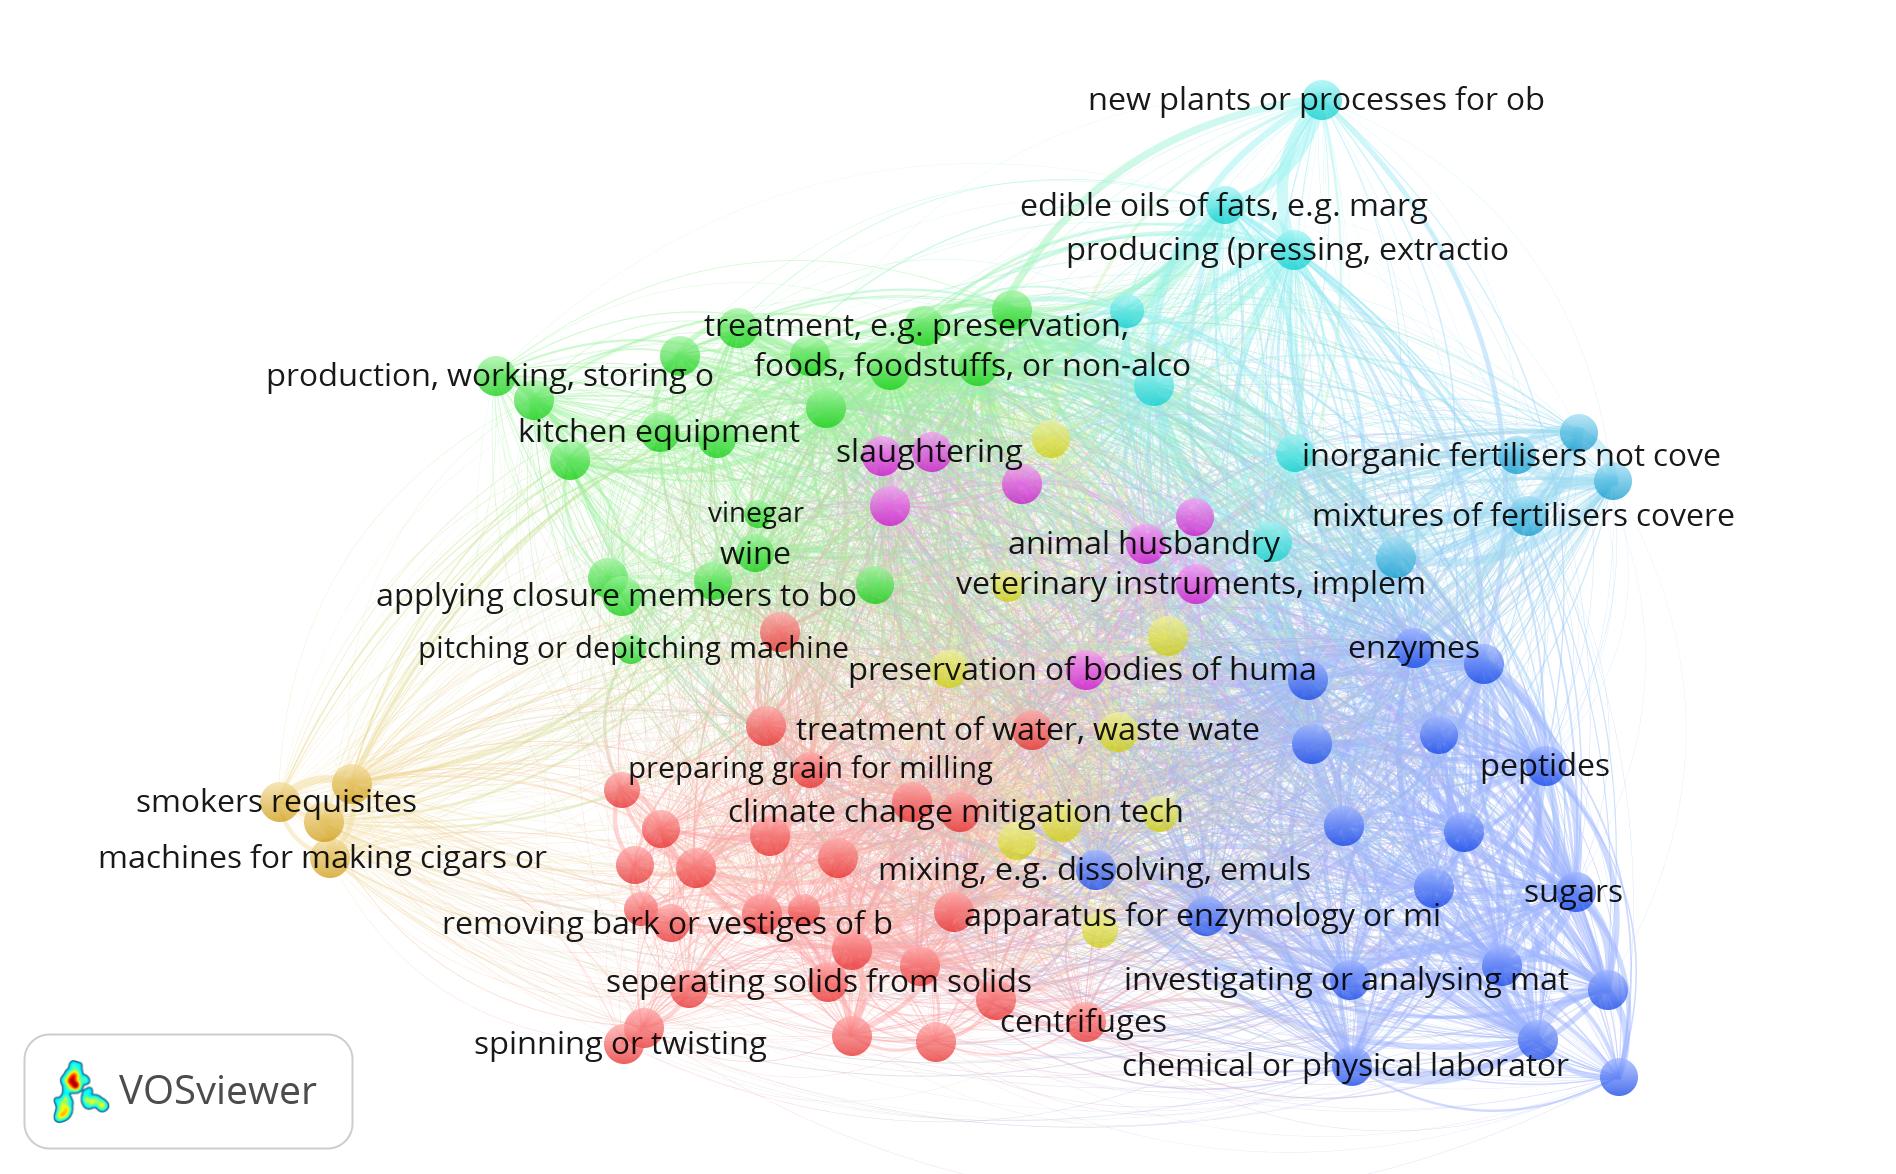 new plants or processes for ob
edible oils of fats, e.g. marg
producing (pressing, extractio
treatment, e.g. preservation,
foods, foodstuffs, or non-alco
production, working, storing o
kitchen equipment
slaughtering
inorganic fertilisers not cove
vinegar
mixtures of fertilisers covere
wine
animal husbandry
applying closure members to bo
veterinary instruments, implem
pitching or depitching machine
enzymes
preservation of bodies of huma
treatment of water, waste wate
preparing grain for milling
peptides
smokers requisites
climate change mitigation tech
machines for making cigars or
mixing, e.g. dissolving, emuls
sugars
removing bark or vestiges of b
apparatus for enzymology or mi
seperating solids from solids
investigating or analysing mat
centrifuges
spinning or twisting
chemical or physical laborator
VOSviewer